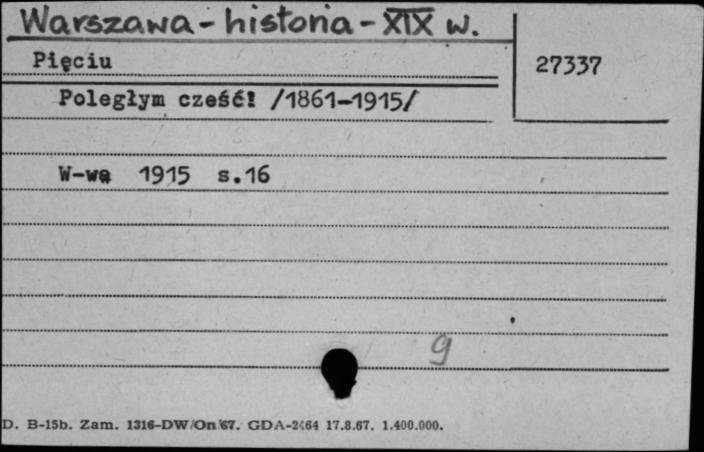 Warszawa - historia - XIX w.
Pięciu
27337
Poległym cześć! /1861-1915/
W-wa 1915 s.16
9
D. B-15b. Zam. 1316-DW/On/67. GDA-2464 17.8.67. 1.400.000.